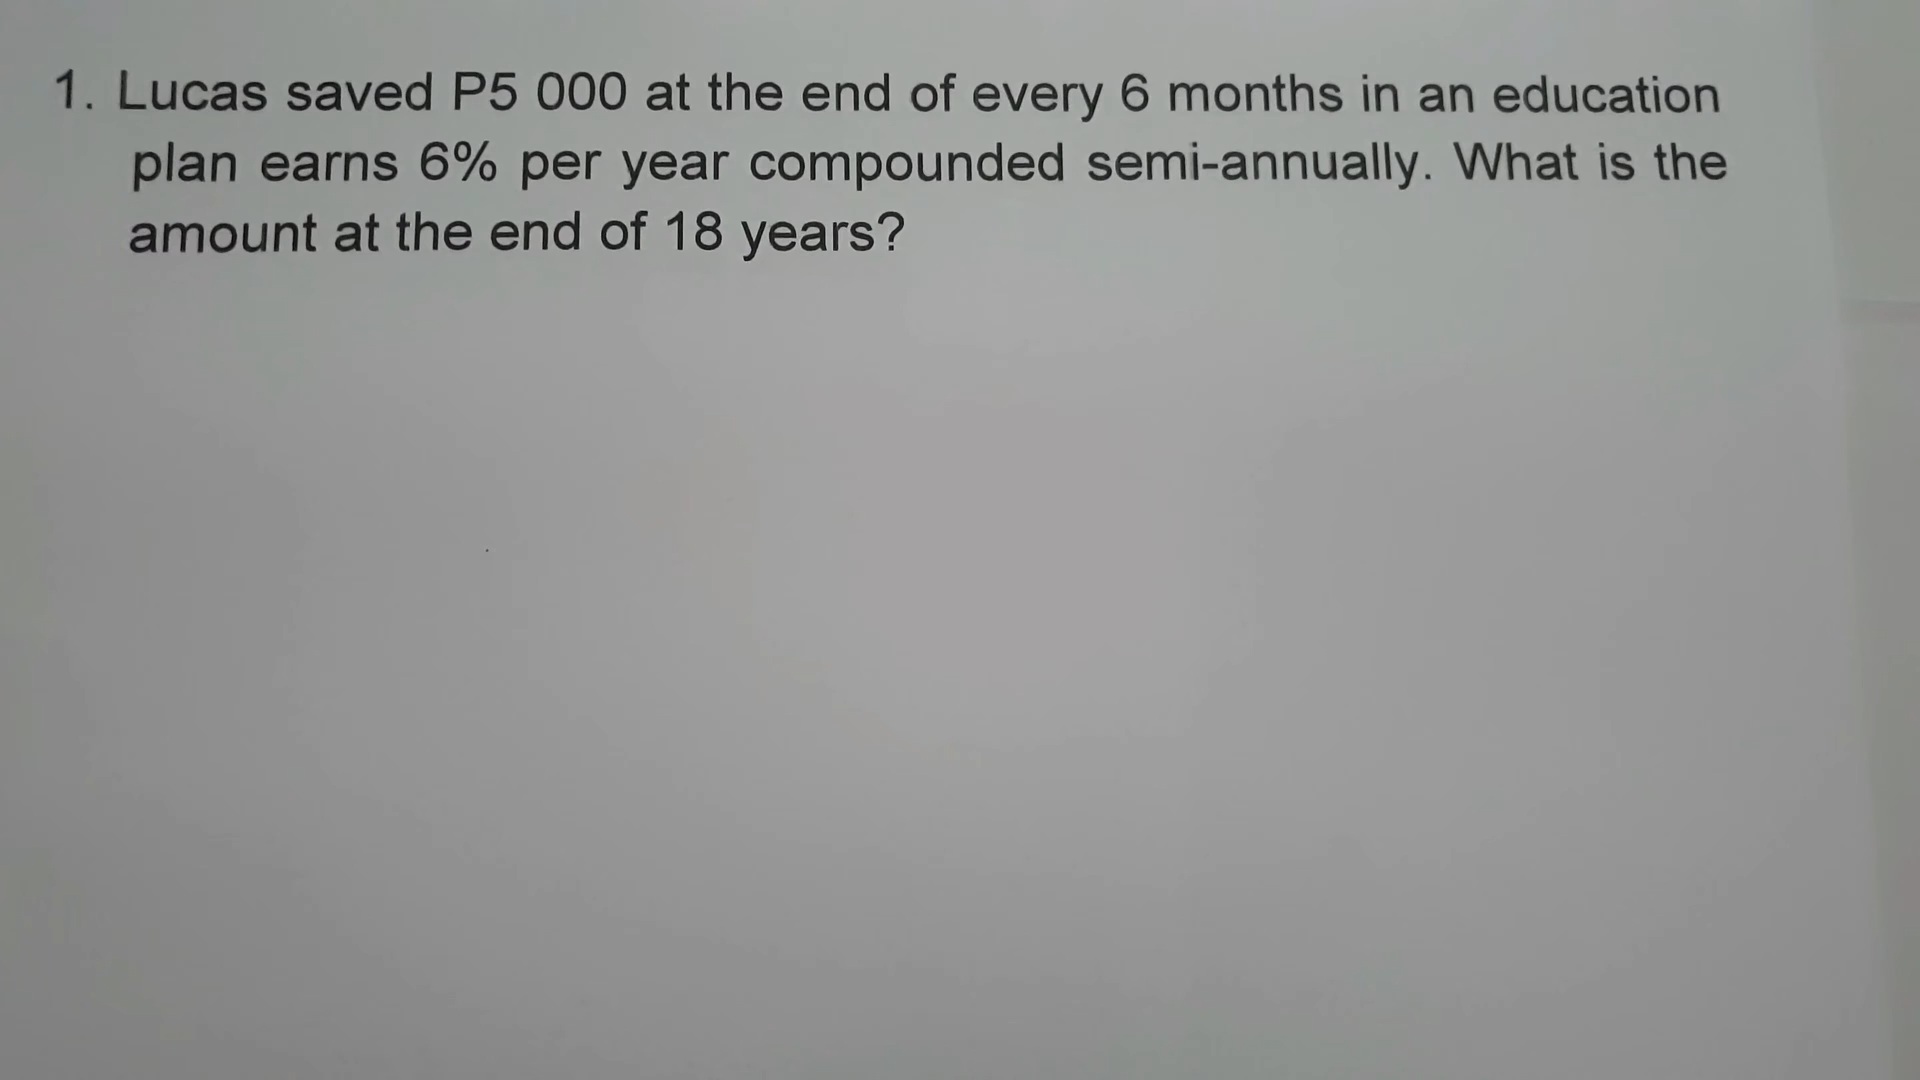 1. Lucas saved P5 000 at the end of every 6 months in an education
plan earns 6% per year compounded semi-annually. What is the
amount at the end of 18 years?